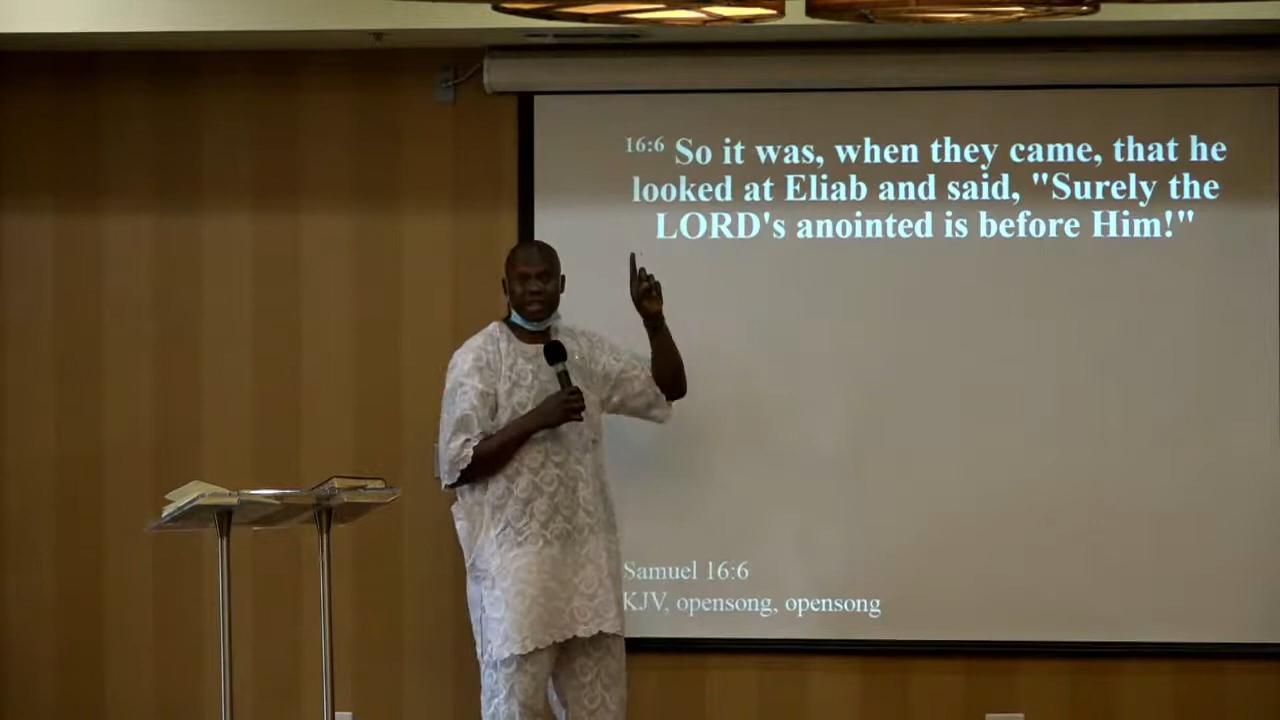 16:6 So it was, when they came, that he
looked at Eliab and said, "Surely the
LORD's anointed is before Him!"
Samuel 16:6
KJV, opensong, opensong